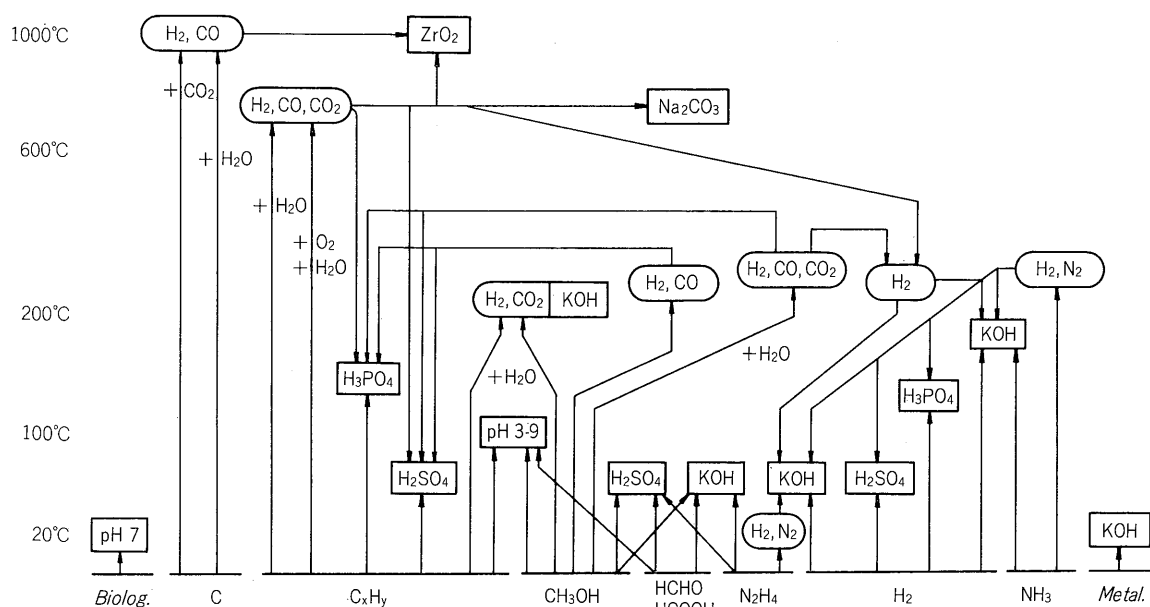 1000°C
H₂, CO
ZrO₂
+ CO₂
H₂, CO, CO₂
Na₂CO₃
600°C
+ H₂O
+ H₂O
+ O₂
+ H₂O
H₂, CO, CO₂
H₂
H₂, N₂
H₂, CO
H₂, CO₂ KOH
200°C
KOH
+ H₂O
+ H₂O
H₃PO₄
H₃PO₄
100°C
pH 3-9
H₂SO₄
H₂SO₄
KOH
KOH
H₂SO₄
20°C
pH 7
H₂, N₂
KOH
Biolog.
C
CxHy
CH₃OH
HCHO
HCOOH
N₂H₄
H₂
NH₃
Metal.